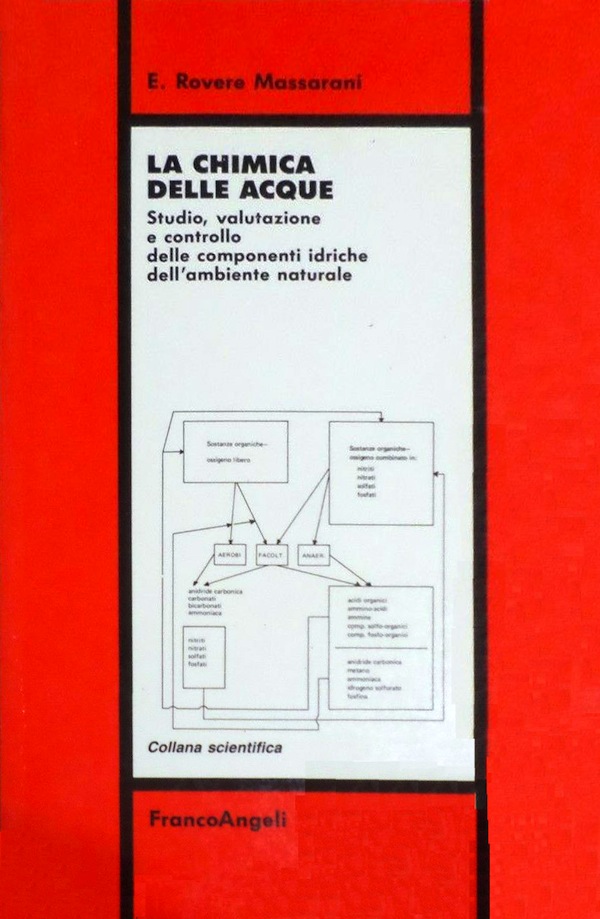 E. Rovere Massarani
LA CHIMICA
DELLE ACQUE
Studio, valutazione
e controllo
delle componenti idriche
dell'ambiente naturale
Sostanze organiche—
ossigeno libero
Sostanze organiche—
ossigeno combinato in:
nitriti
nitrati
solfati
fosfati
AEROBI
FACOLT.
ANAER.
anidride carbonica
carbonati
bicarbonati
ammoniaca
nitriti
nitrati
solfati
fosfati
acidi organici
ammino-acidi
ammine
comp. solfo-organici
comp. fosfo-organici
anidride carbonica
metano
ammoniaca
idrogeno solforato
fosfina
Collana scientifica
FrancoAngeli